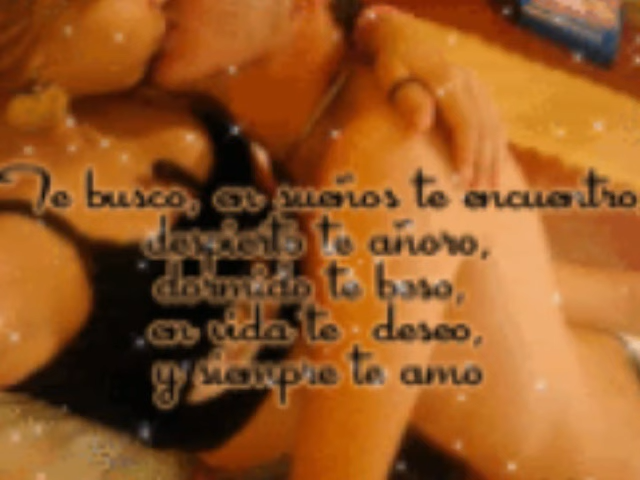 Te busco, en sueños te encuentro
despierto te añoro,
dormido te beso,
en vida te deseo,
y siempre te amo